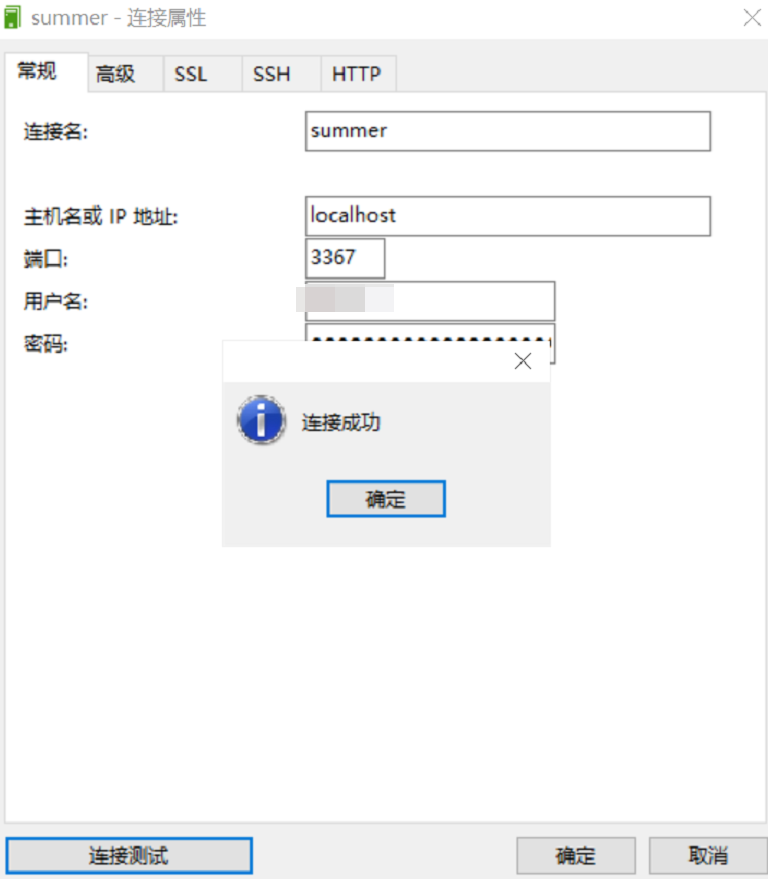 summer - 连接属性
常规 高级 SSL SSH HTTP
连接名: summer
主机名或 IP 地址: localhost
端口: 3367
用户名:
密码:
连接成功
确定
连接测试 确定 取消